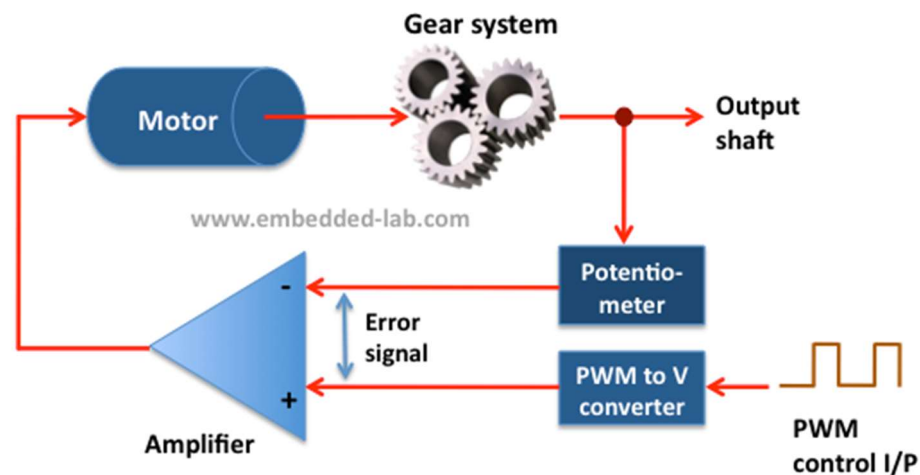 Gear system
Motor
Output
shaft
www.embedded-lab.com
Potentio-
meter
-
Error
signal
+
PWM to V
converter
Amplifier
PWM
control I/P